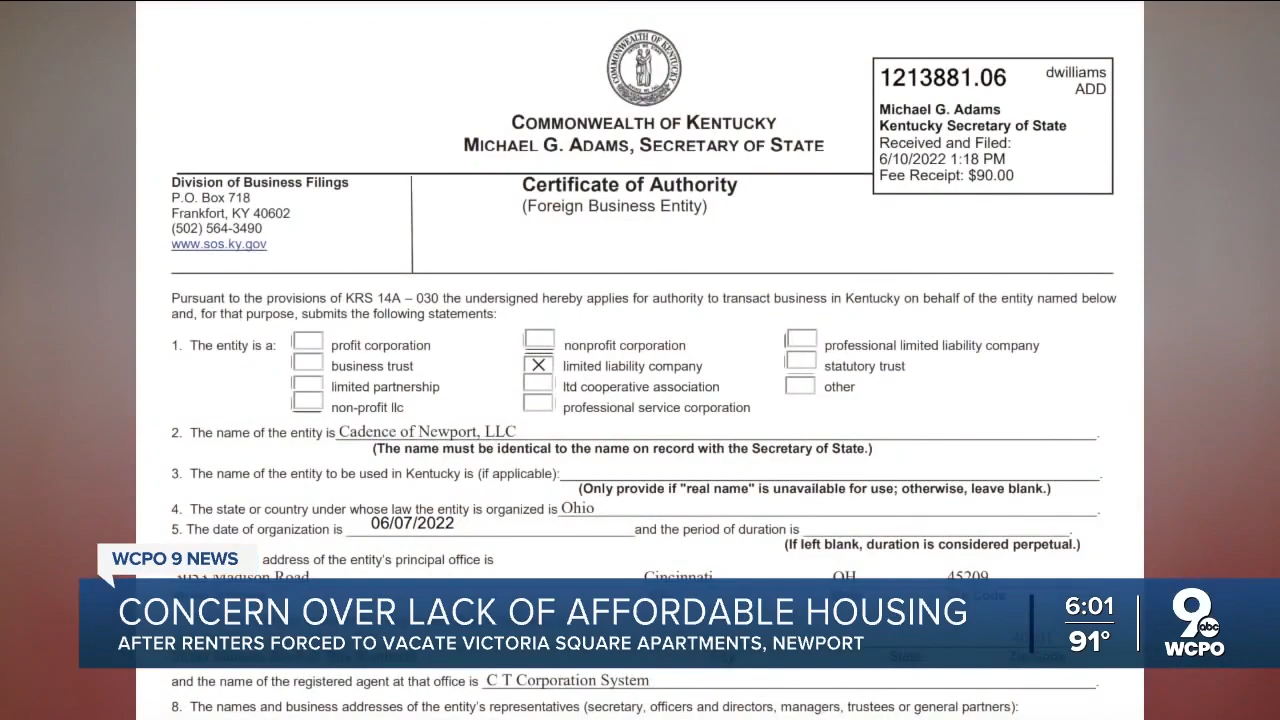 COMMONWEALTH OF KENTUCKY
1213881.06
dwilliams
ADD
Michael G. Adams
Kentucky Secretary of State
Received and Filed:
6/10/2022 1:18 PM
Fee Receipt: $90.00
COMMONWEALTH OF KENTUCKY
MICHAEL G. ADAMS, SECRETARY OF STATE
Division of Business Filings
P.O. Box 718
Frankfort, KY 40602
(502) 564-3490
www.sos.ky.gov
Certificate of Authority
(Foreign Business Entity)
Pursuant to the provisions of KRS 14A – 030 the undersigned hereby applies for authority to transact business in Kentucky on behalf of the entity named below
and, for that purpose, submits the following statements:
1. The entity is a: profit corporation nonprofit corporation professional limited liability company
business trust X limited liability company statutory trust
limited partnership ltd cooperative association other
non-profit llc professional service corporation
2. The name of the entity is Cadence of Newport, LLC.
(The name must be identical to the name on record with the Secretary of State.)
3. The name of the entity to be used in Kentucky is (if applicable):.
(Only provide if "real name" is unavailable for use; otherwise, leave blank.)
4. The state or country under whose law the entity is organized is Ohio.
5. The date of organization is 06/07/2022 and the period of duration is.
(If left blank, duration is considered perpetual.)
address of the entity's principal office is
Madison Road Cincinnati OH 45209
WCPO 9 NEWS
CONCERN OVER LACK OF AFFORDABLE HOUSING
AFTER RENTERS FORCED TO VACATE VICTORIA SQUARE APARTMENTS, NEWPORT
6:01
91°
9
abc
WCPO
and the name of the registered agent at that office is C T Corporation System.
8. The names and business addresses of the entity's representatives (secretary, officers and directors, managers, trustees or general partners):